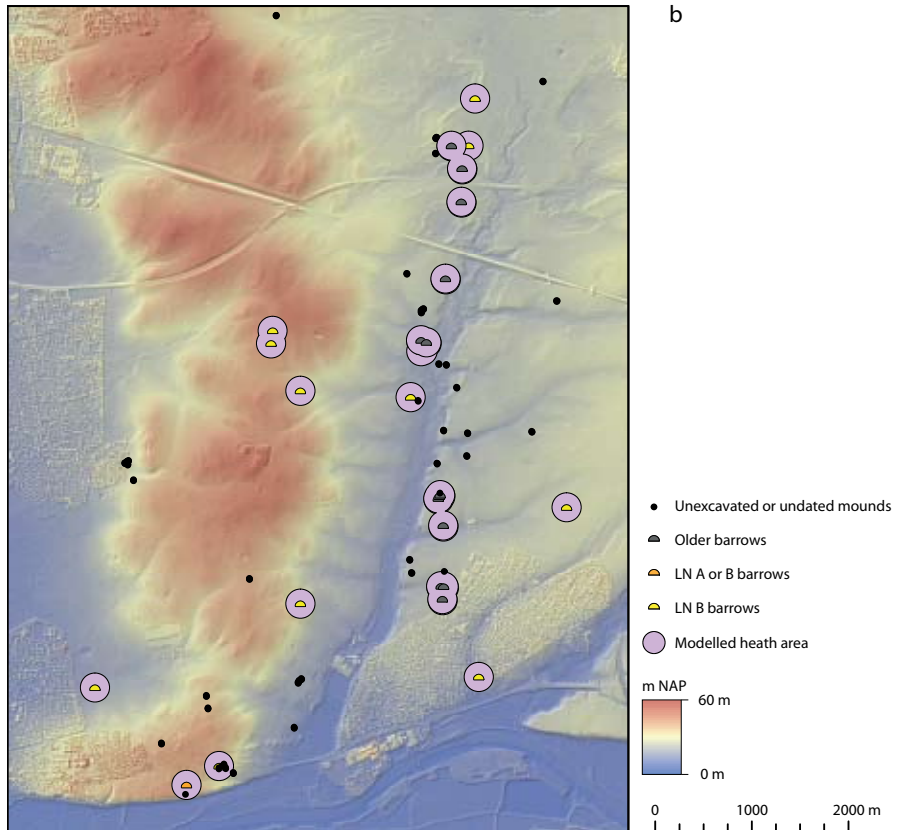 b
Unexcavated or undated mounds
Older barrows
LN A or B barrows
LN B barrows
Modelled heath area
m NAP
60 m
0 m
0 1000 2000 m